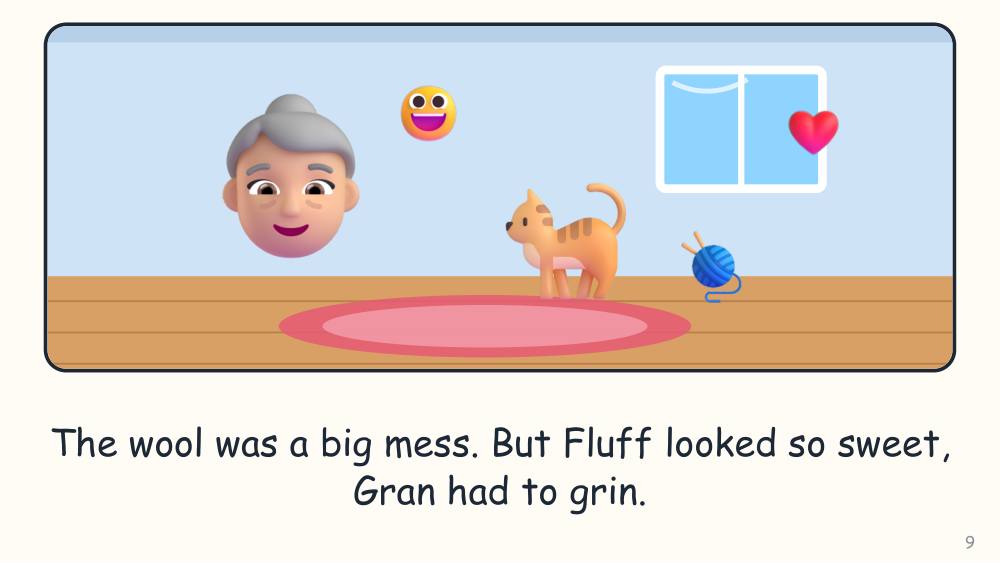 The wool was a big mess. But Fluff looked so sweet,
Gran had to grin.
9